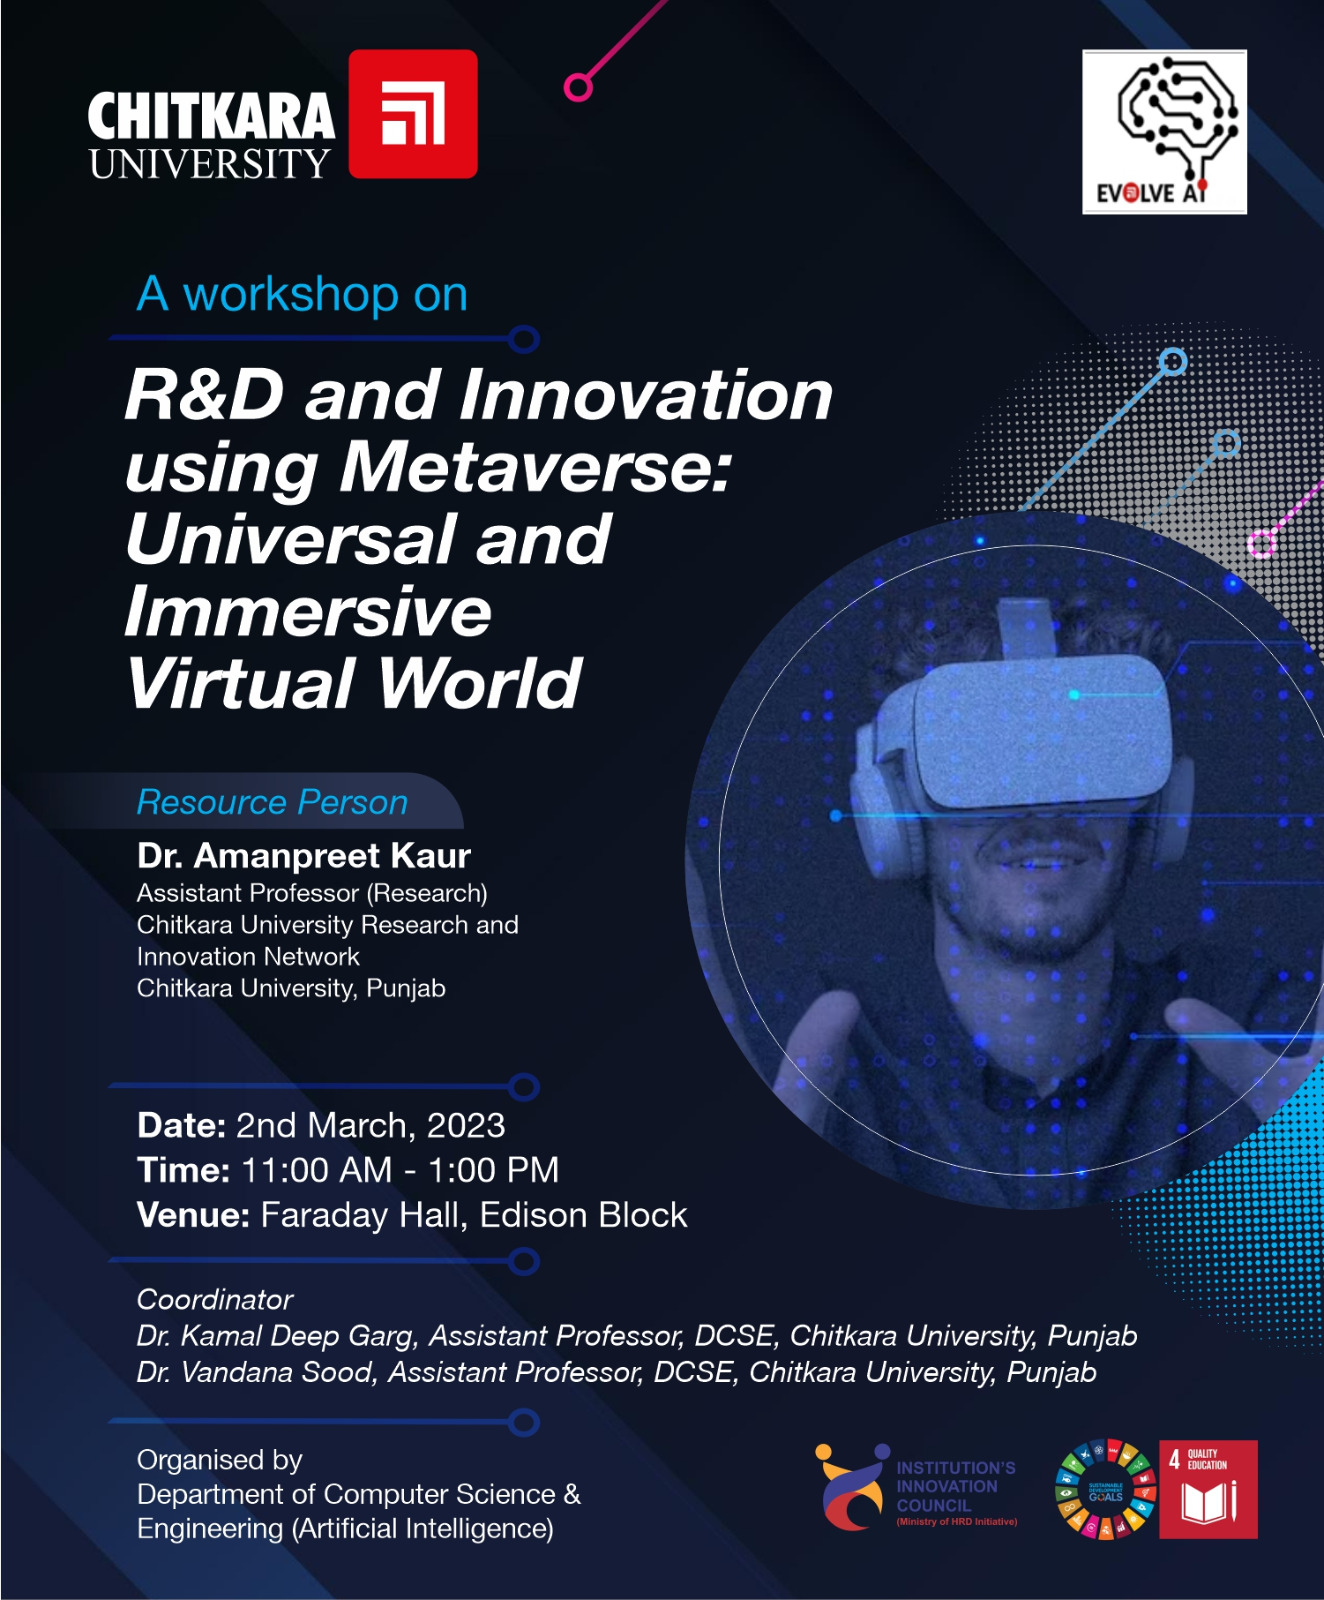 CHITKARA
UNIVERSITY
EVOLVE AI
A workshop on
R&D and Innovation
using Metaverse:
Universal and
Immersive
Virtual World
Resource Person
Dr. Amanpreet Kaur
Assistant Professor (Research)
Chitkara University Research and
Innovation Network
Chitkara University, Punjab
Date: 2nd March, 2023
Time: 11:00 AM - 1:00 PM
Venue: Faraday Hall, Edison Block
Coordinator
Dr. Kamal Deep Garg, Assistant Professor, DCSE, Chitkara University, Punjab
Dr. Vandana Sood, Assistant Professor, DCSE, Chitkara University, Punjab
Organised by
Department of Computer Science &
Engineering (Artificial Intelligence)
INSTITUTION'S
INNOVATION
COUNCIL
(Ministry of HRD Initiative)
SUSTAINABLE
DEVELOPMENT
GOALS
4 QUALITY
EDUCATION